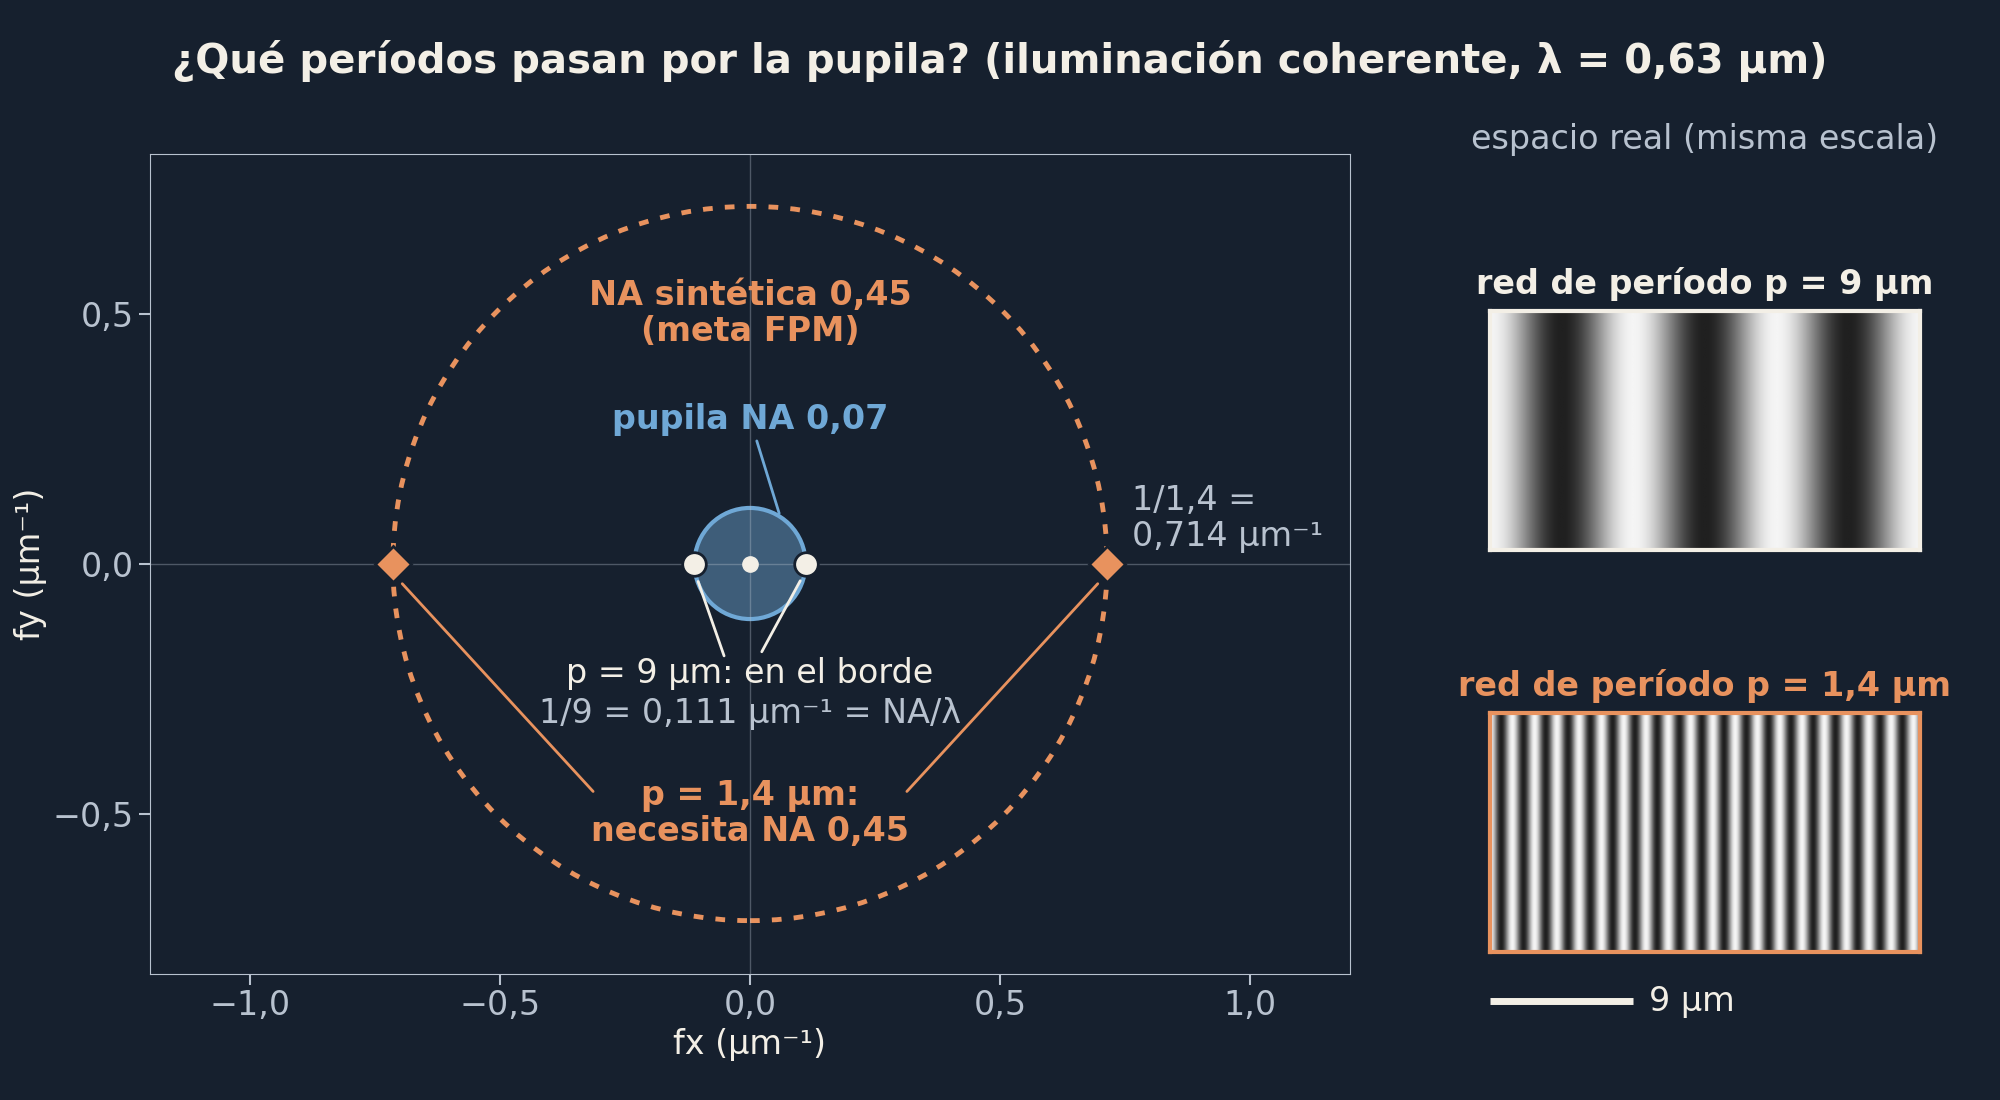 ¿Qué períodos pasan por la pupila? (iluminación coherente, λ = 0,63 µm)
espacio real (misma escala)
NA sintética 0,45
(meta FPM)
pupila NA 0,07
1/1,4 =
0,714 µm⁻¹
p = 9 µm: en el borde
1/9 = 0,111 µm⁻¹ = NA/λ
p = 1,4 µm:
necesita NA 0,45
fy (µm⁻¹)
0,5
0,0
−0,5
−1,0
−0,5
0,0
0,5
1,0
fx (µm⁻¹)
red de período p = 9 µm
red de período p = 1,4 µm
9 µm